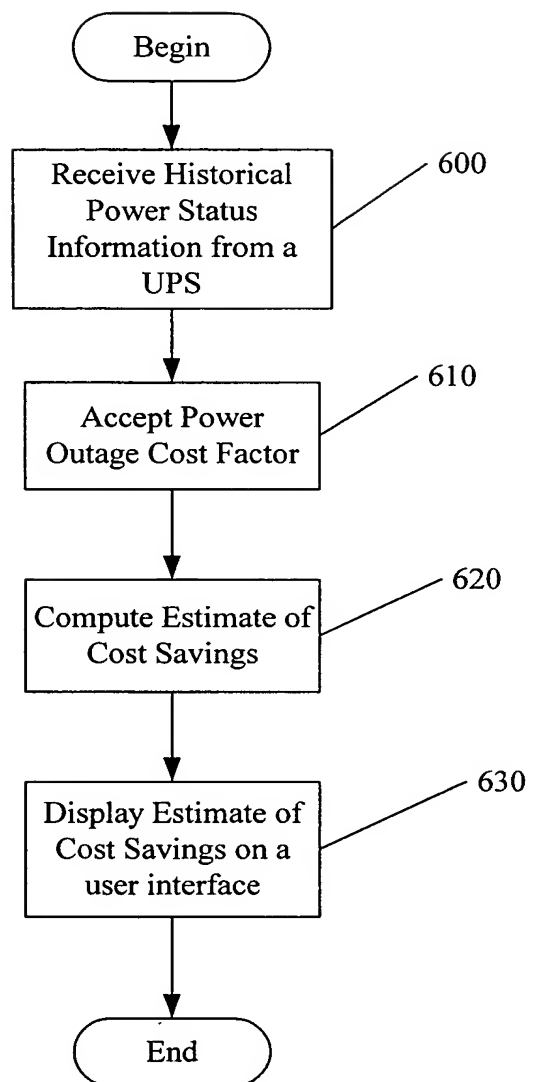 Begin
Receive Historical
Power Status
Information from a
UPS
600
Accept Power
Outage Cost Factor
610
Compute Estimate of
Cost Savings
620
Display Estimate of
Cost Savings on a
user interface
630
End